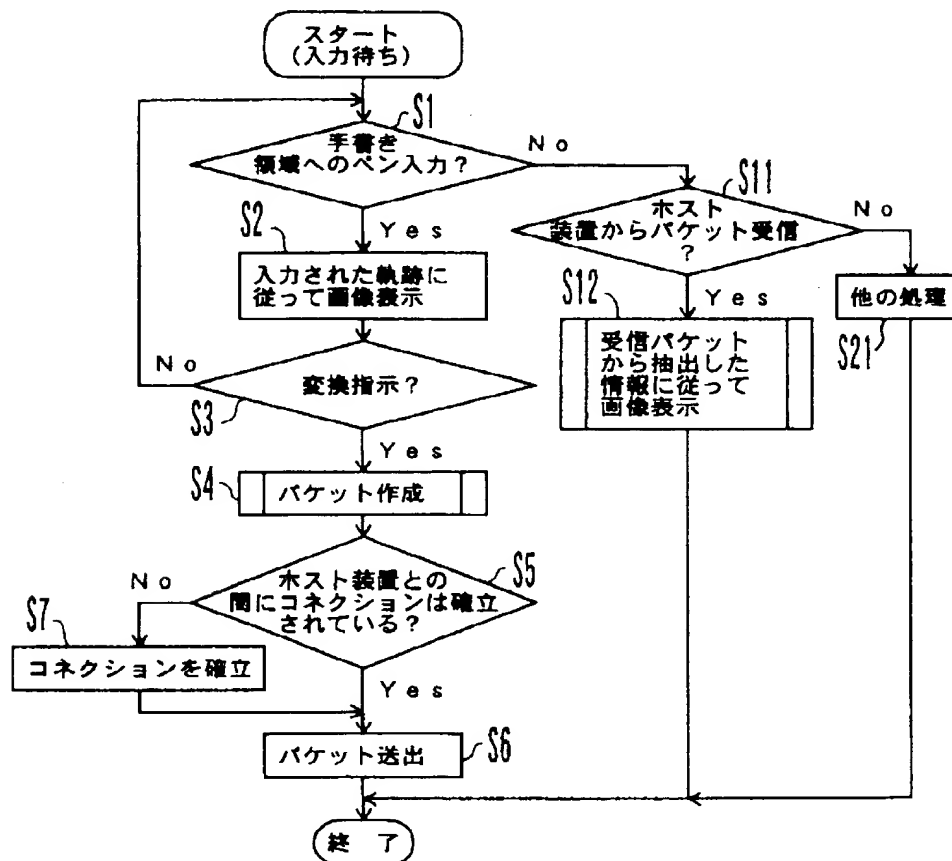 スタート
(入力待ち)
S1
手書き
領域へのペン入力?
No
Yes
S11
ホスト
装置からパケット受信
?
No
Yes
S2
入力された軌跡に
従って画像表示
S12
受信パケット
から抽出した
情報に従って
画像表示
他の処理
S21
No
変換指示?
S3
Yes
S4
パケット作成
No
ホスト装置との
間にコネクションは確立
されている?
S5
S7
コネクションを確立
Yes
パケット送出
S6
終 了